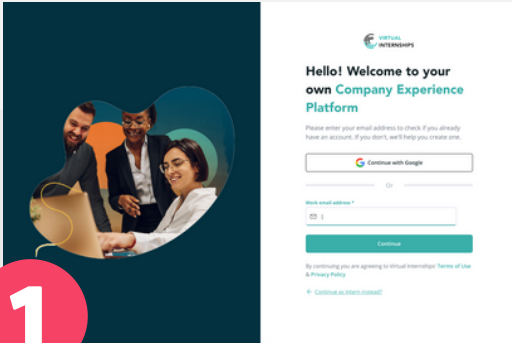 VIRTUAL
INTERNSHIPS
Hello! Welcome to your
own Company Experience
Platform
Please enter your email address to check if you already
have an account. If you don't, we'll help you create one.
Continue with Google
Or
Work email address *
Continue
By continuing you are agreeing to Virtual Internships' Terms of Use
& Privacy Policy
← Continue as intern instead?
1